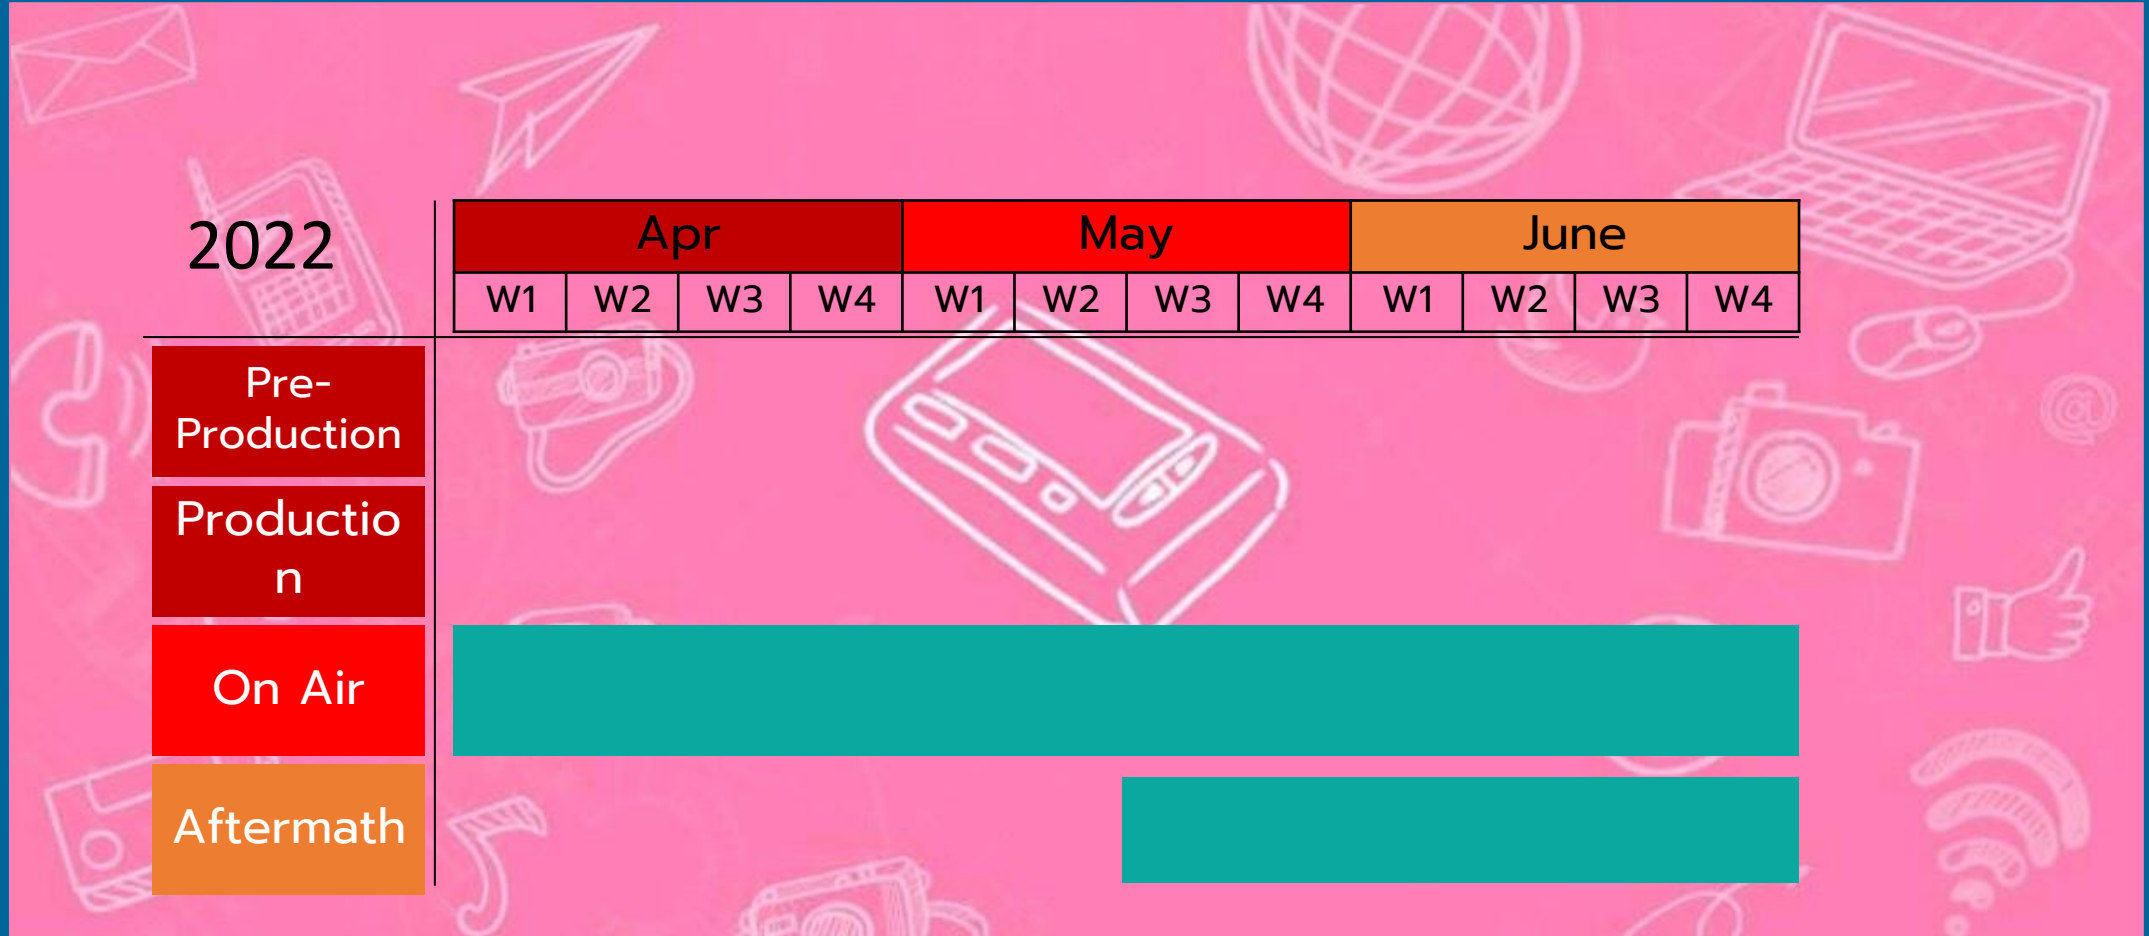 2022
Apr May June
W1 W2 W3 W4 W1 W2 W3 W4 W1 W2 W3 W4
Pre-
Production
Productio
n
On Air
Aftermath
@